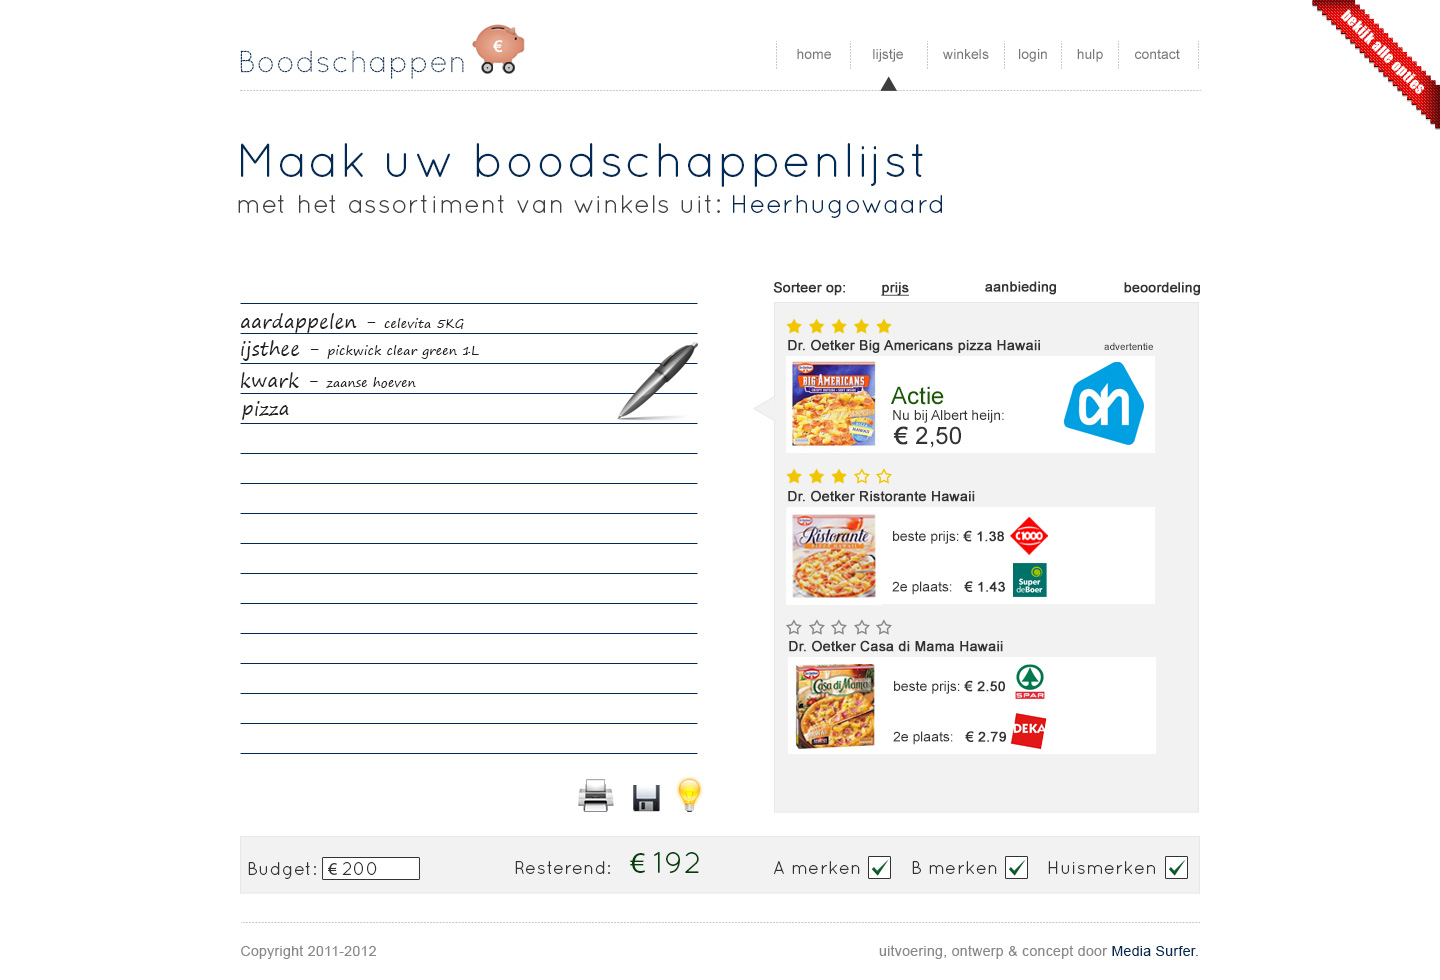 Boodschappen €
home lijstje winkels login hulp contact
bekijk alle opties
Maak uw boodschappenlijst
met het assortiment van winkels uit: Heerhugowaard
aardappelen - celevita 5KG
ijsthee - pickwick clear green 1L
kwark - zaanse hoeven
pizza
Sorteer op: prijs aanbieding beoordeling
Dr. Oetker Big Americans pizza Hawaii
advertentie
BIG AMERICANS
Actie
Nu bij Albert heijn:
€ 2,50
ah
Dr. Oetker Ristorante Hawaii
Ristorante
PIZZA HAWAII
beste prijs: € 1.38
C1000
2e plaats: € 1.43
Super
de Boer
Dr. Oetker Casa di Mama Hawaii
Casa di Mama
beste prijs: € 2.50
SPAR
2e plaats: € 2.79
DEKA
Budget: € 200
Resterend: € 192
A merken B merken Huismerken
Copyright 2011-2012
uitvoering, ontwerp & concept door Media Surfer.